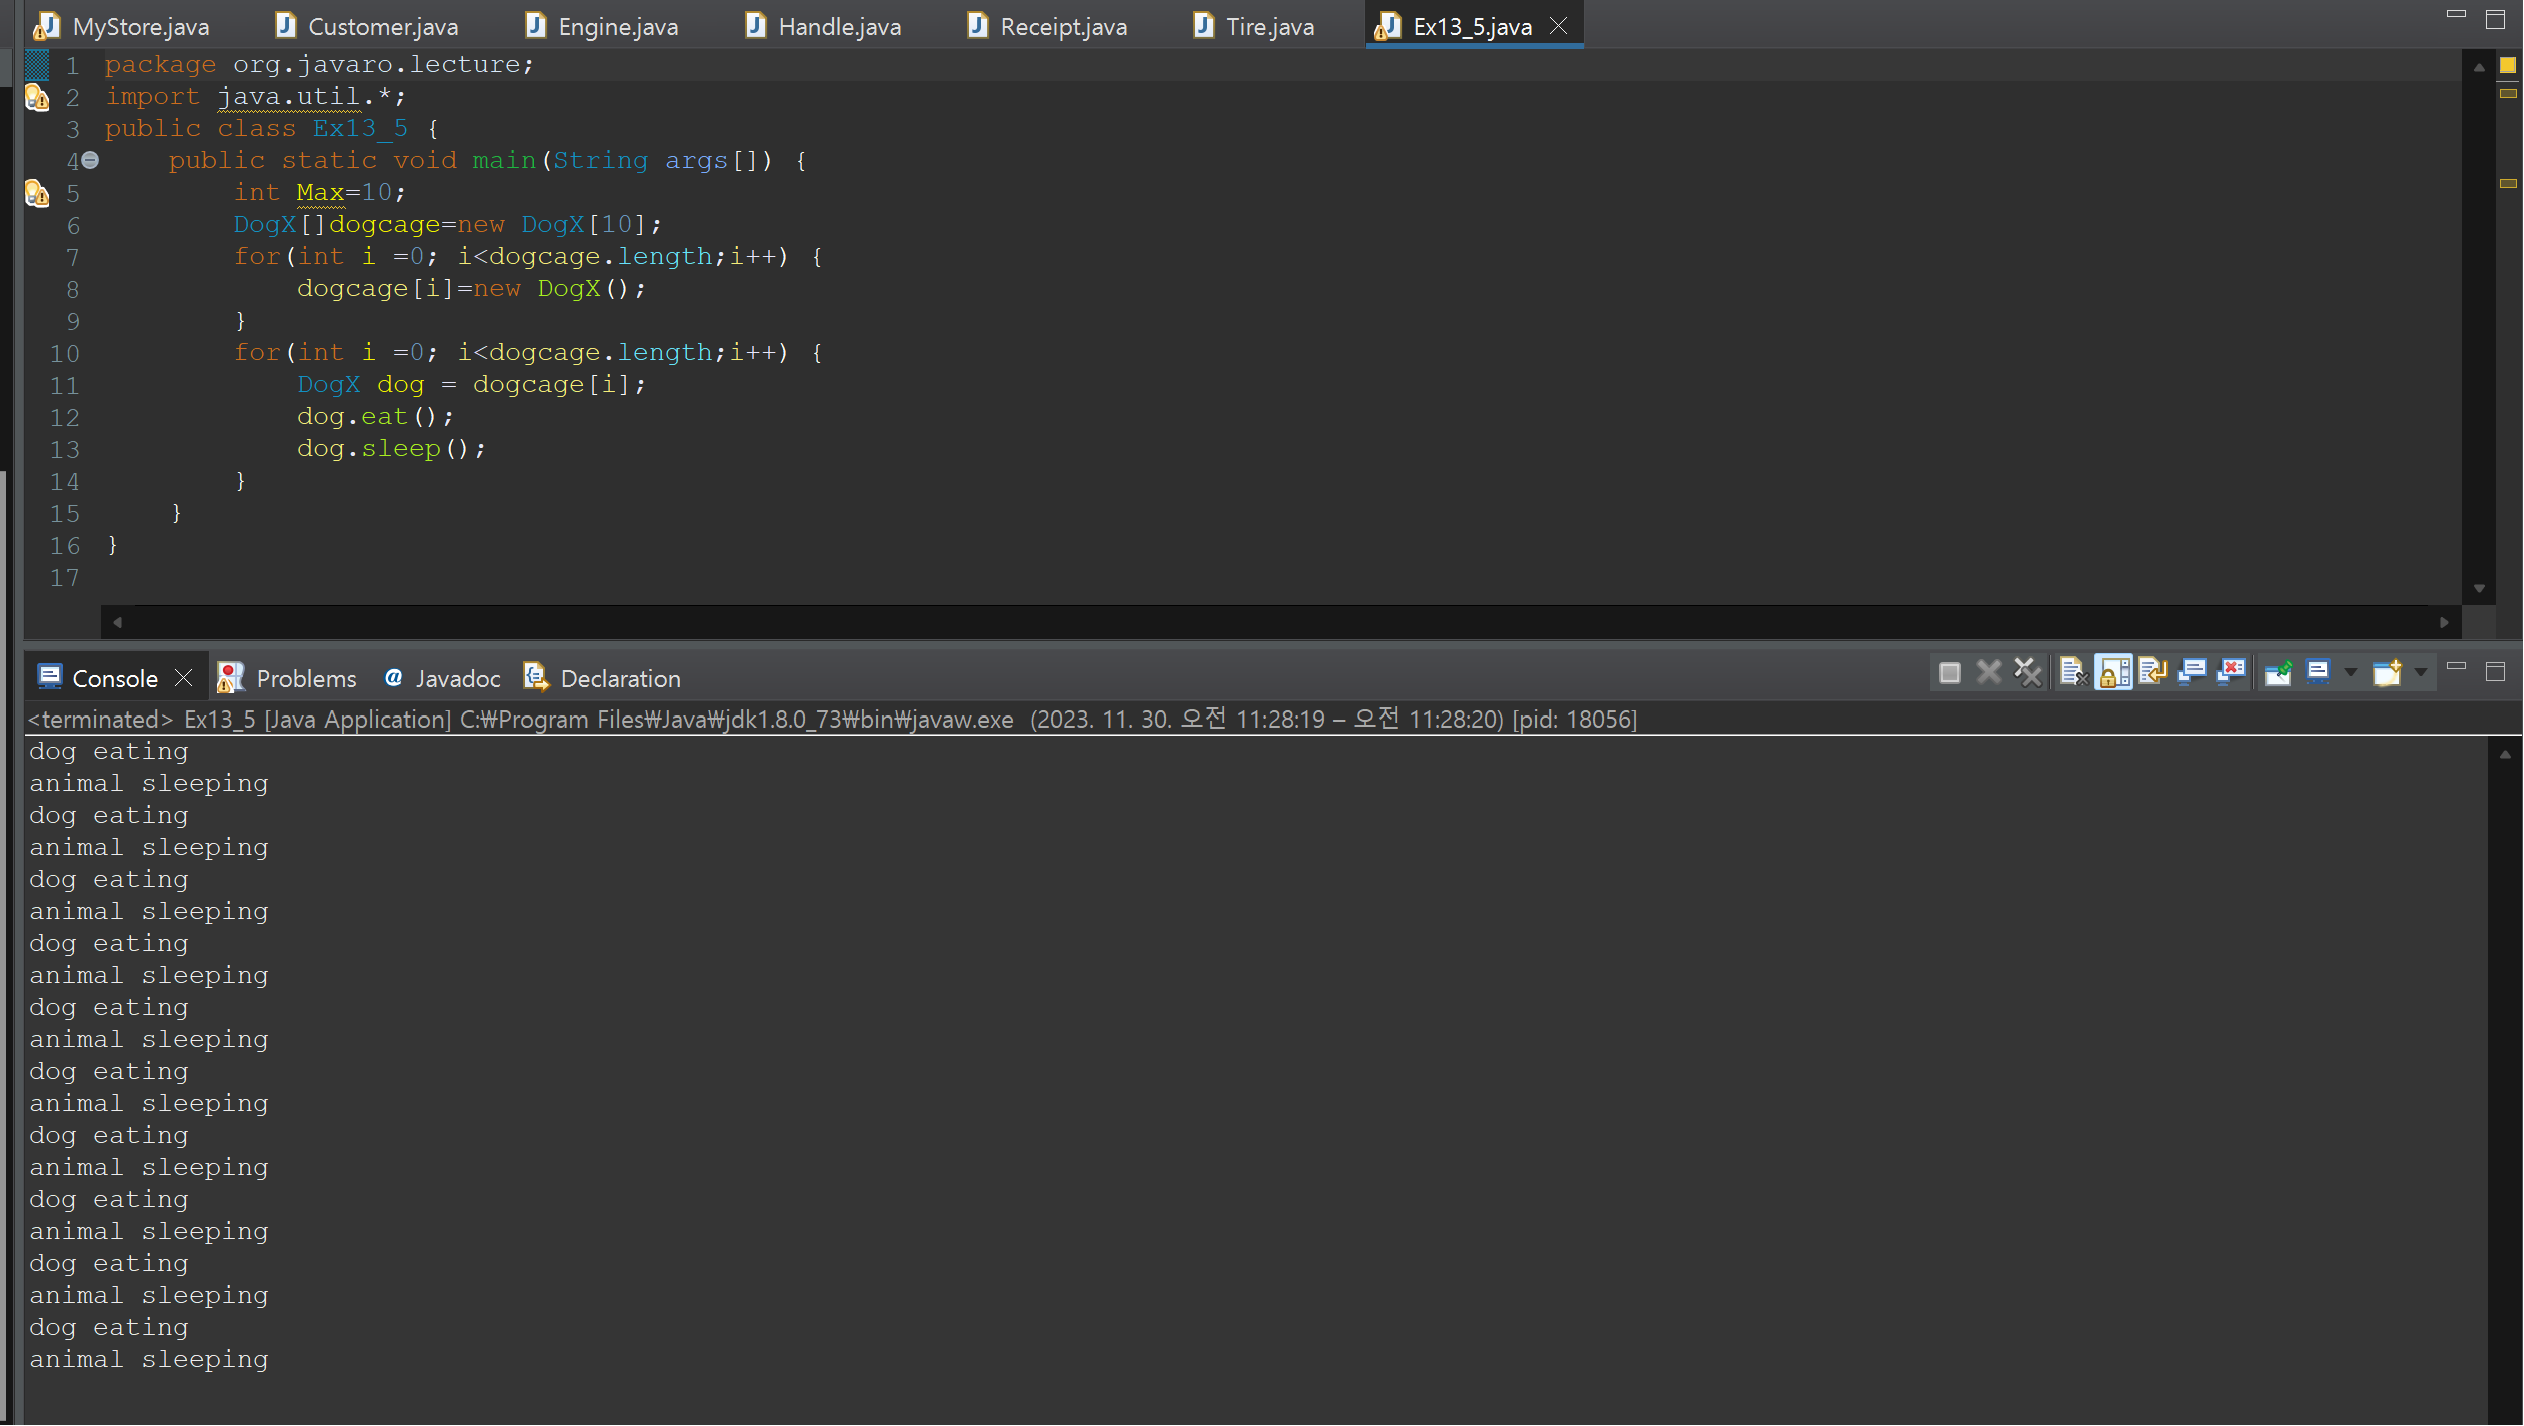 MyStore.java Customer.java Engine.java Handle.java Receipt.java Tire.java Ex13_5.java
1 package org.javaro.lecture;
2 import java.util.*;
3 public class Ex13_5 {
4 public static void main(String args[]) {
5 int Max=10;
6 DogX[]dogcage=new DogX[10];
7 for(int i =0; i<dogcage.length;i++) {
8 dogcage[i]=new DogX();
9 }
10 for(int i =0; i<dogcage.length;i++) {
11 DogX dog = dogcage[i];
12 dog.eat();
13 dog.sleep();
14 }
15 }
16 }
17
Console Problems @ Javadoc Declaration
<terminated> Ex13_5 [Java Application] C:₩Program Files₩Java₩jdk1.8.0_73₩bin₩javaw.exe (2023. 11. 30. 오전 11:28:19 – 오전 11:28:20) [pid: 18056]
dog eating
animal sleeping
dog eating
animal sleeping
dog eating
animal sleeping
dog eating
animal sleeping
dog eating
animal sleeping
dog eating
animal sleeping
dog eating
animal sleeping
dog eating
animal sleeping
dog eating
animal sleeping
dog eating
animal sleeping